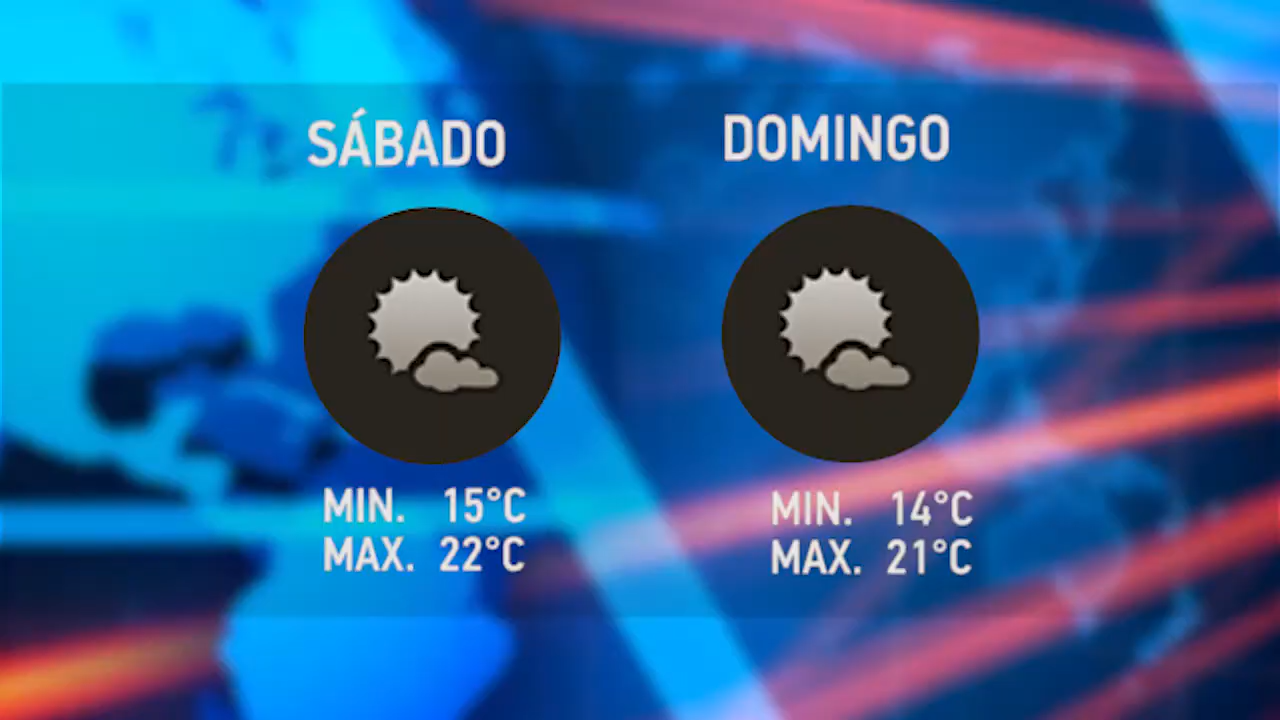 SÁBADO
MIN. 15°C
MAX. 22°C
DOMINGO
MIN. 14°C
MAX. 21°C